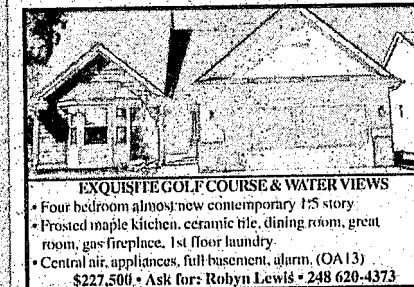 EXQUISITE GOLF COURSE & WATER VIEWS
• Four bedroom almost new contemporary 1.5 story
• Frosted maple kitchen, ceramic tile, dining room, great
room, gas fireplace, 1st floor laundry
• Central air, appliances, full basement, alarm, (OA13)
$227,500 • Ask for: Robyn Lewis • 248 620-4373